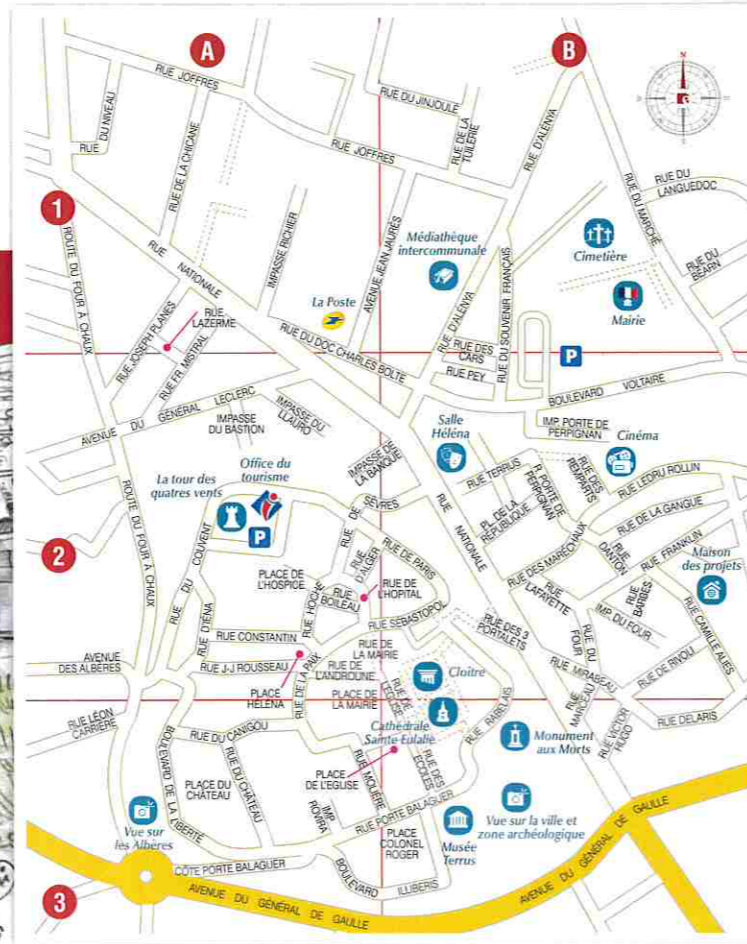 A
B
RUE JOFFRES
RUE DU JINJOULE
RUE DU NIVEAU
RUE DE LA CHICANE
RUE DE LA TUILERIE
RUE D'ALÉNYA
RUE JOFFRES
RUE DU MARCHÉ
RUE DU LANGUEDOC
1
Médiathèque
intercommunale
Cimetière
RUE DU BÉARN
ROUTE DU FOUR À CHAUX
RUE NATIONALE
IMPASSE RICHIER
AVENUE JEAN JAURÈS
RUE DU SOUVENIR FRANÇAIS
La Poste
Mairie
RUE LAZERME
RUE JOSEPH PLANES
RUE FR. MISTRAL
RUE DU DOC CHARLES BOLTE
RUE D'ALÉNYA
RUE DES CARS
P
RUE PEY
BOULEVARD VOLTAIRE
AVENUE DU GÉNÉRAL LECLERC
IMPASSE DU BASTION
IMPASSE DU LLAURO
IMP. PORTE DE PERPIGNAN
Salle
Héléna
Cinéma
IMPASSE DE LA BANQUE
RUE TERRUS
R. PORTE DE PERPIGNAN
RUE DES REMPARTS
RUE LEDRU ROLLIN
La tour des
quatres vents
Office du
tourisme
P
PL. DE LA RÉPUBLIQUE
RUE DE LA GANGUE
2
ROUTE DU FOUR À CHAUX
RUE DU COUVENT
RUE DE SÈVRES
RUE NATIONALE
RUE DE PARIS
RUE D'ALGER
RUE DES MARÉCHAUX
RUE DANTON
RUE FRANKLIN
Maison
des projets
PLACE DE L'HOSPICE
RUE HOCHE
RUE BOILEAU
RUE DE L'HOPITAL
RUE LAFAYETTE
RUE BARBÈS
IMP. DU FOUR
RUE D'IÉNA
RUE SÉBASTOPOL
RUE DES 3 PORTALETS
RUE DU FOUR
RUE CAMILLE ALIES
RUE CONSTANTIN
RUE DE LA MAIRIE
AVENUE DES ALBÈRES
RUE J-J ROUSSEAU
RUE DE L'ANDROUNE
Cloître
RUE MIRABEAU
RUE DE RIVOLI
PLACE HELENA
RUE DE LA PAIX
PLACE DE LA MAIRIE
RUE DE L'EGLISE
RUE MARCEAU
RUE LÉON CARRIÈRE
RUE DU CANIGOU
Cathédrale
Sainte Eulalie
RUE RABELAIS
RUE VICTOR HUGO
RUE DELARIS
BOULEVARD DE LA LIBERTÉ
Monument
aux Morts
PLACE DU CHÂTEAU
RUE DU CHÂTEAU
PLACE DE L'EGLISE
RUE MOLIÈRE
RUE DES ECOLES
IMP. ROVIRA
RUE PORTE BALAGUER
Vue sur
les Albères
Musée
Terrus
Vue sur la ville et
zone archéologique
PLACE COLONEL ROGER
CÔTE PORTE BALAGUER
BOULEVARD ILLIBERIS
3
AVENUE DU GÉNÉRAL DE GAULLE
AVENUE DU GÉNÉRAL DE GAULLE